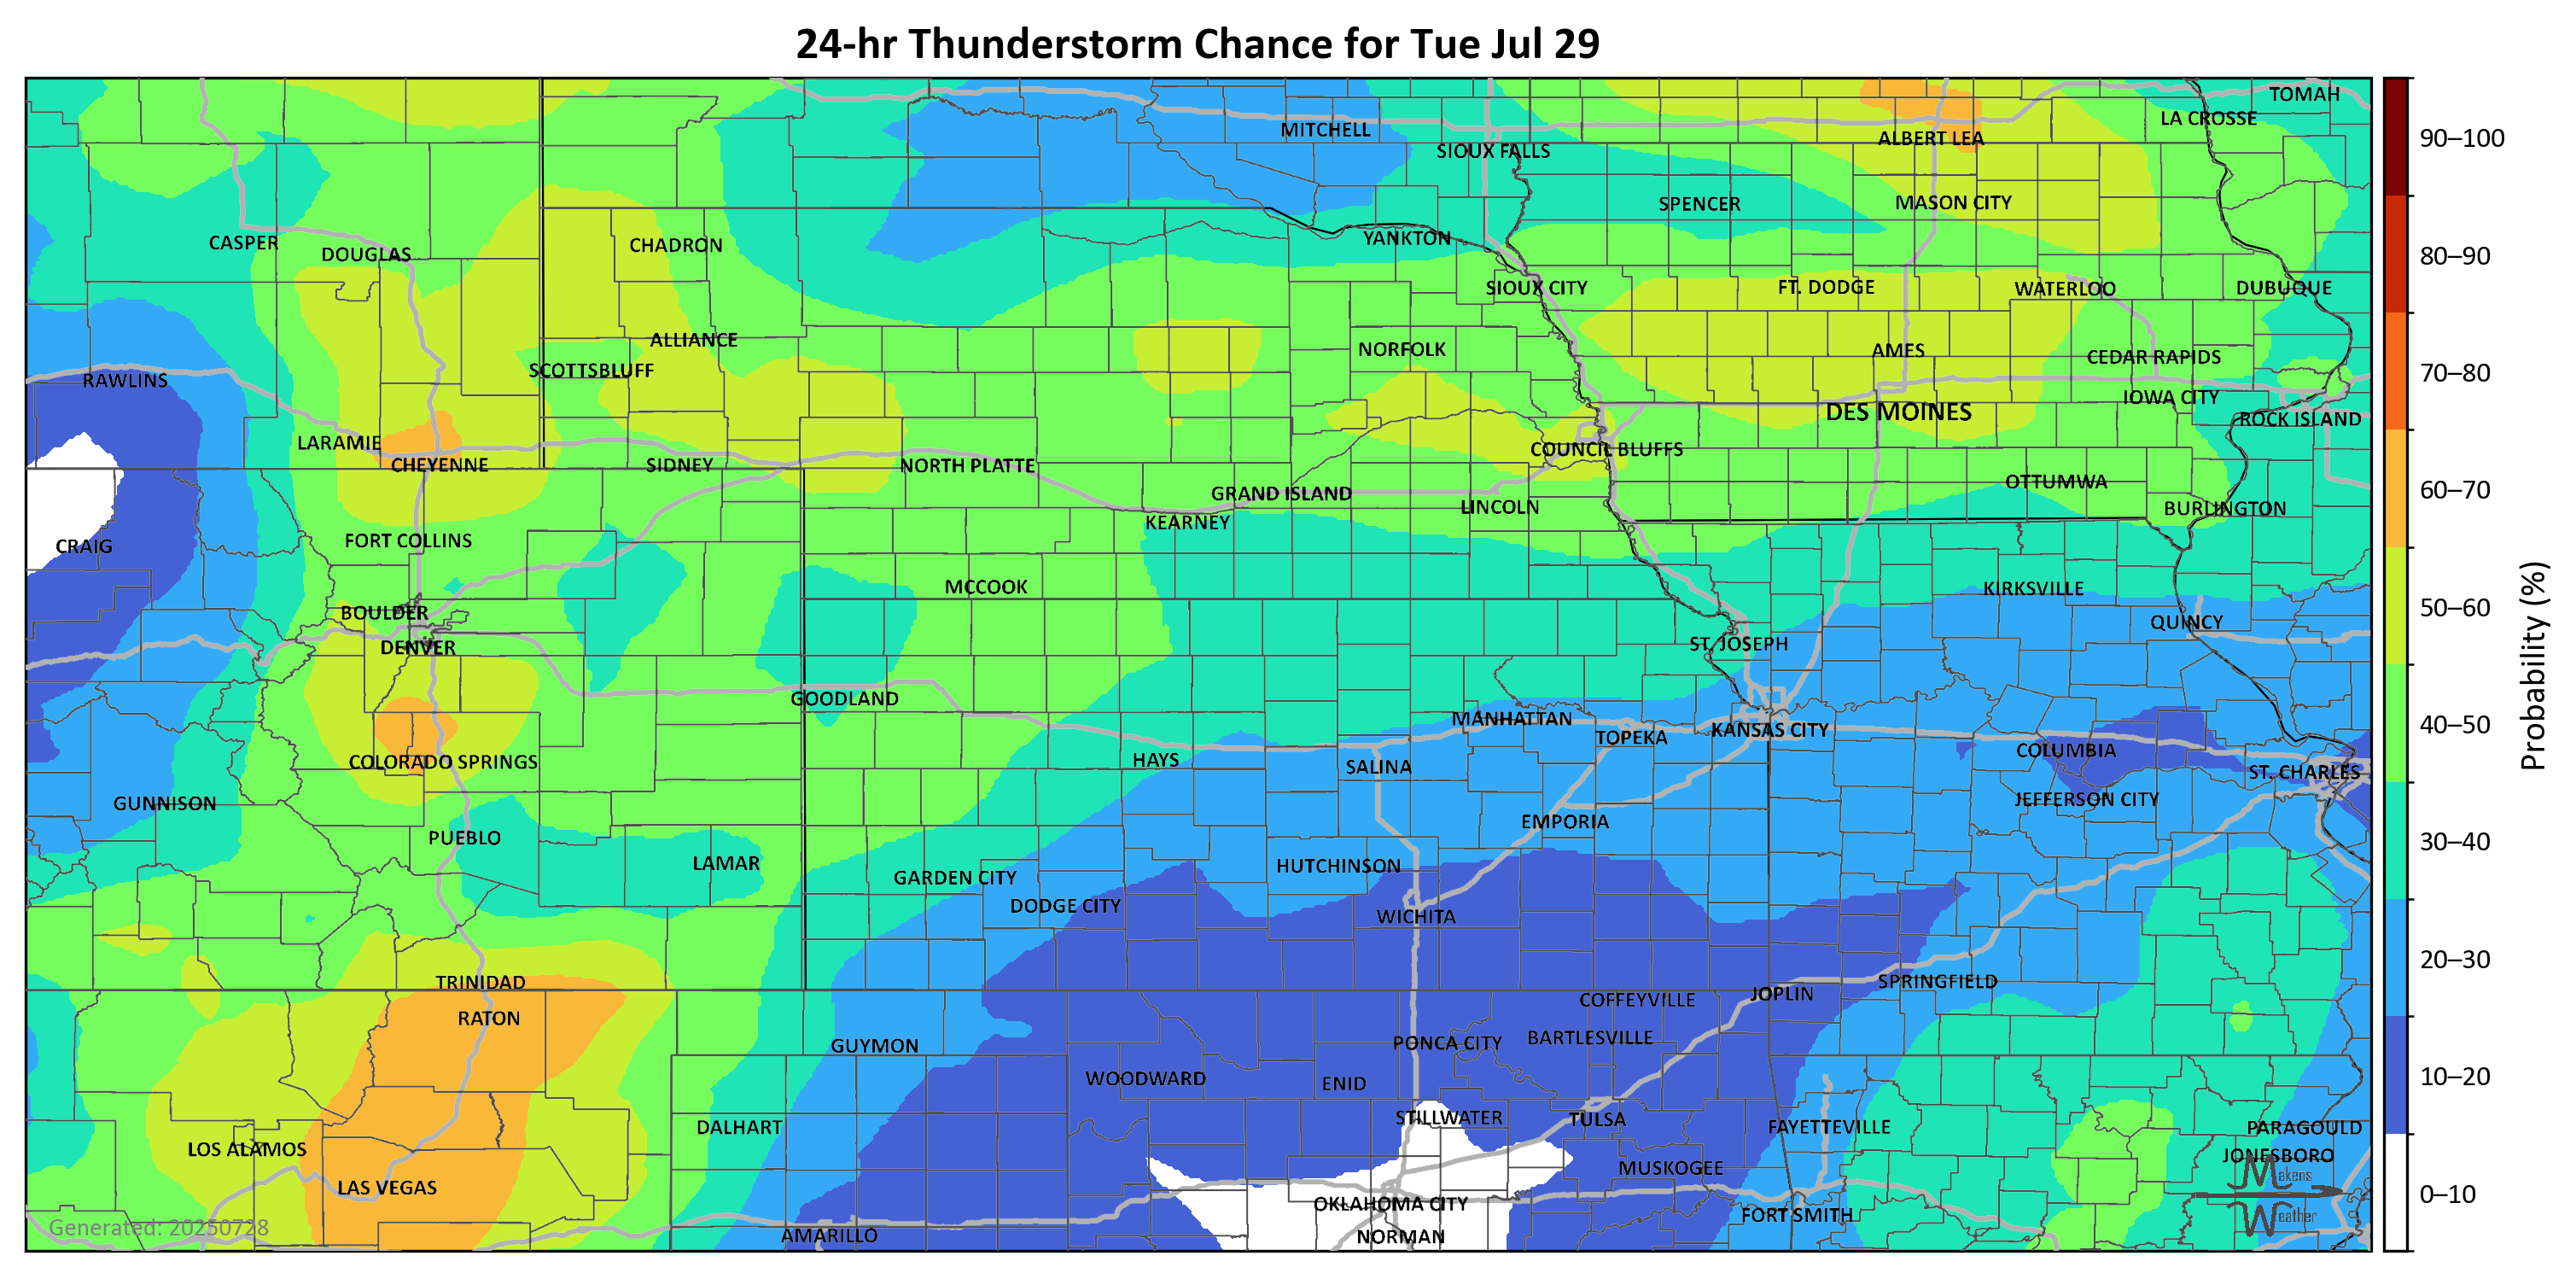 24-hr Thunderstorm Chance for Tue Jul 29
TOMAH
LA CROSSE
MITCHELL
ALBERT LEA
90–100
SIOUX FALLS
SPENCER
MASON CITY
YANKTON
CASPER
CHADRON
DOUGLAS
80–90
SIOUX CITY
FT. DODGE
WATERLOO
DUBUQUE
ALLIANCE
NORFOLK
AMES
CEDAR RAPIDS
SCOTTSBLUFF
70–80
RAWLINS
IOWA CITY
DES MOINES
ROCK ISLAND
LARAMIE
COUNCIL BLUFFS
CHEYENNE
SIDNEY
NORTH PLATTE
OTTUMWA
60–70
GRAND ISLAND
LINCOLN
BURLINGTON
KEARNEY
FORT COLLINS
CRAIG
MCCOOK
KIRKSVILLE
50–60
BOULDER
QUINCY
DENVER
ST. JOSEPH
Probability (%)
GOODLAND
MANHATTAN
40–50
KANSAS CITY
TOPEKA
COLUMBIA
HAYS
COLORADO SPRINGS
SALINA
ST. CHARLES
GUNNISON
JEFFERSON CITY
EMPORIA
PUEBLO
30–40
LAMAR
HUTCHINSON
GARDEN CITY
DODGE CITY
WICHITA
20–30
TRINIDAD
SPRINGFIELD
JOPLIN
COFFEYVILLE
RATON
BARTLESVILLE
PONCA CITY
GUYMON
WOODWARD
ENID
10–20
STILLWATER
TULSA
DALHART
FAYETTEVILLE
PARAGOULD
LOS ALAMOS
JONESBORO
MUSKOGEE
Makens
LAS VEGAS
0–10
OKLAHOMA CITY
FORT SMITH
Weather
Generated: 20250728
AMARILLO
NORMAN